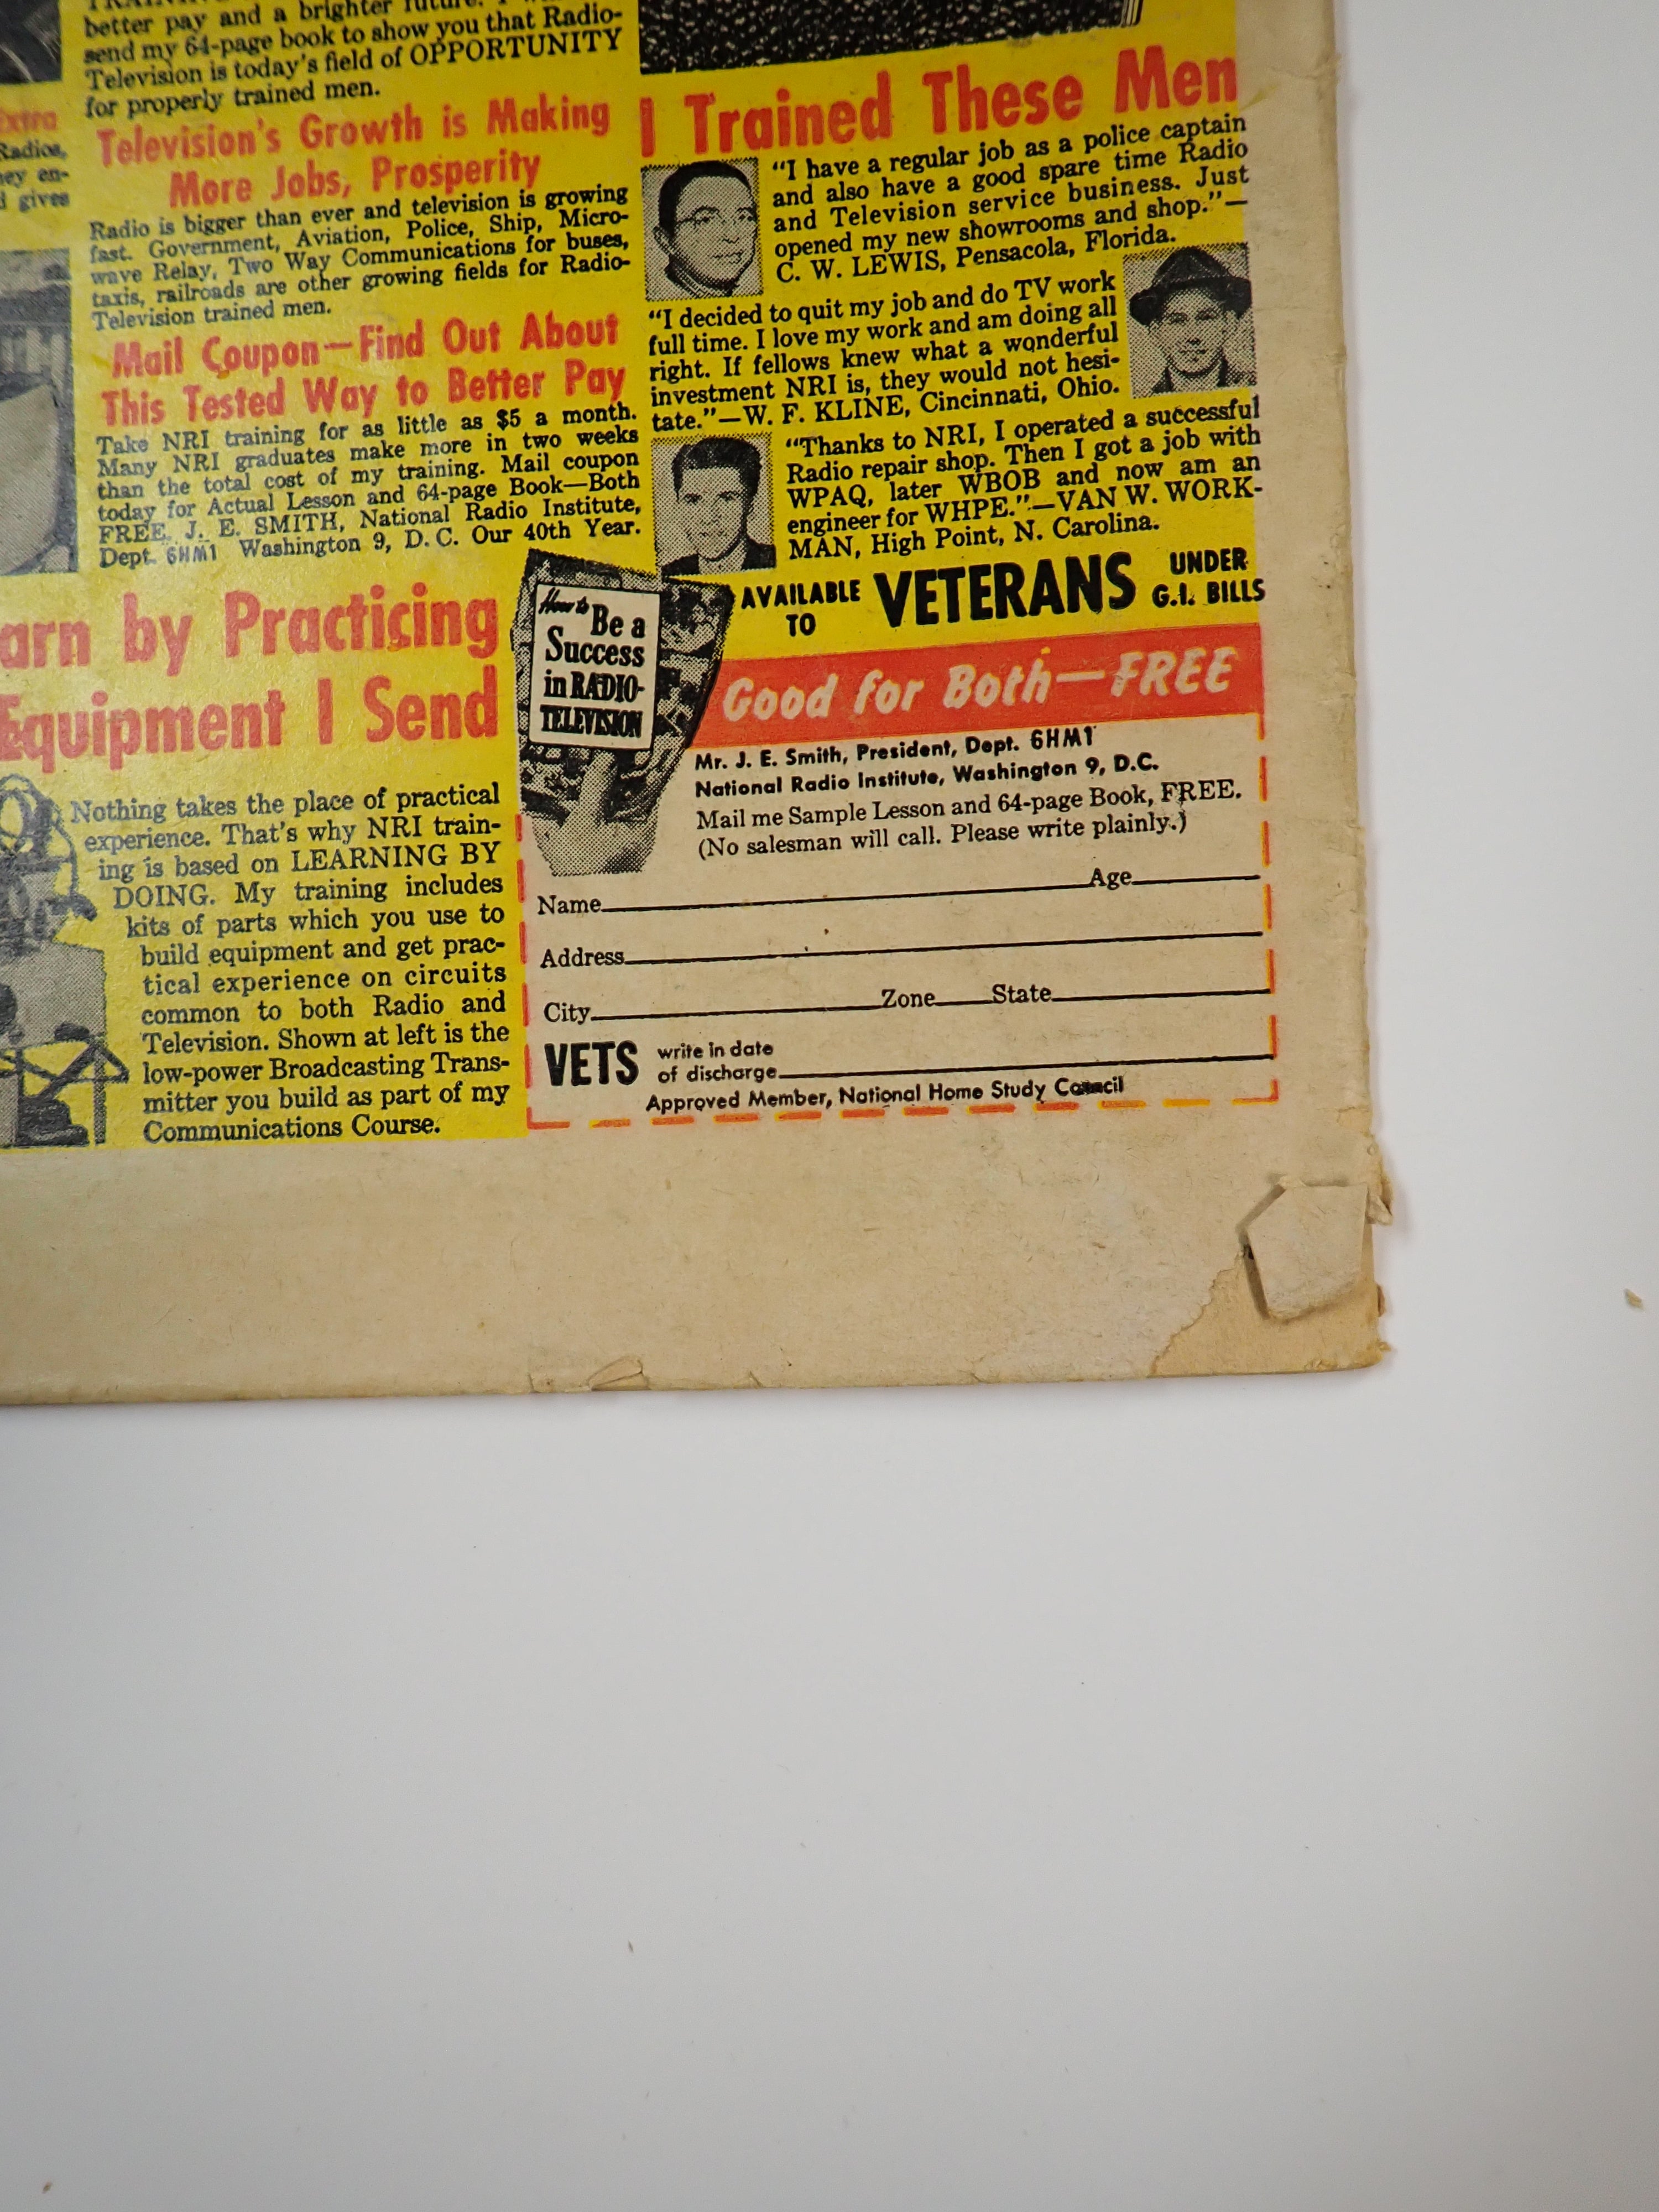 better pay and a brighter future.
send my 64-page book to show you that Radio-
Television is today's field of OPPORTUNITY
for properly trained men.
Extra
Radios,
ey en-
gives
Television's Growth is Making
More Jobs, Prosperity
Radio is bigger than ever and television is growing
fast. Government, Aviation, Police, Ship, Micro-
wave Relay, Two Way Communications for buses,
taxis, railroads are other growing fields for Radio-
Television trained men.
Mail Coupon—Find Out About
This Tested Way to Better Pay
Take NRI training for as little as $5 a month.
Many NRI graduates make more in two weeks
than the total cost of my training. Mail coupon
today for Actual Lesson and 64-page Book—Both
FREE. J. E. SMITH, National Radio Institute,
Dept. 6HM1 Washington 9, D. C. Our 40th Year.
arn by Practicing
Equipment I Send
Nothing takes the place of practical
experience. That's why NRI train-
ing is based on LEARNING BY
DOING. My training includes
kits of parts which you use to
build equipment and get prac-
tical experience on circuits
common to both Radio and
Television. Shown at left is the
low-power Broadcasting Trans-
mitter you build as part of my
Communications Course.
I Trained These Men
"I have a regular job as a police captain
and also have a good spare time Radio
and Television service business. Just
opened my new showrooms and shop."—
C. W. LEWIS, Pensacola, Florida.
"I decided to quit my job and do TV work
full time. I love my work and am doing all
right. If fellows knew what a wonderful
investment NRI is, they would not hesi-
tate."—W. F. KLINE, Cincinnati, Ohio.
"Thanks to NRI, I operated a successful
Radio repair shop. Then I got a job with
WPAQ, later WBOB and now am an
engineer for WHPE."—VAN W. WORK-
MAN, High Point, N. Carolina.
AVAILABLE
TO
VETERANS
UNDER
G.I. BILLS
How to
Be a
Success
in RADIO-
TELEVISION
Good for Both—FREE
Mr. J. E. Smith, President, Dept. 6HM1
National Radio Institute, Washington 9, D.C.
Mail me Sample Lesson and 64-page Book, FREE.
(No salesman will call. Please write plainly.)
Name Age
Address
City Zone State
VETS
write in date
of discharge
Approved Member, National Home Study Council